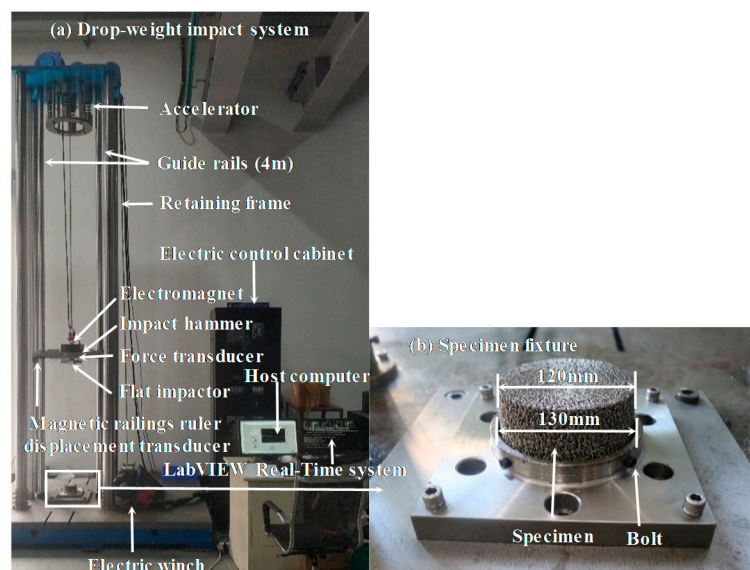 (a) Drop-weight impact system
Accelerator
Guide rails (4m)
Retaining frame
Electric control cabinet
Electromagnet
Impact hammer
Force transducer
Flat impactor
Host computer
Magnetic railings ruler
displacement transducer
LabVIEW Real-Time system
Electric winch
(b) Specimen fixture
120mm
130mm
Specimen
Bolt